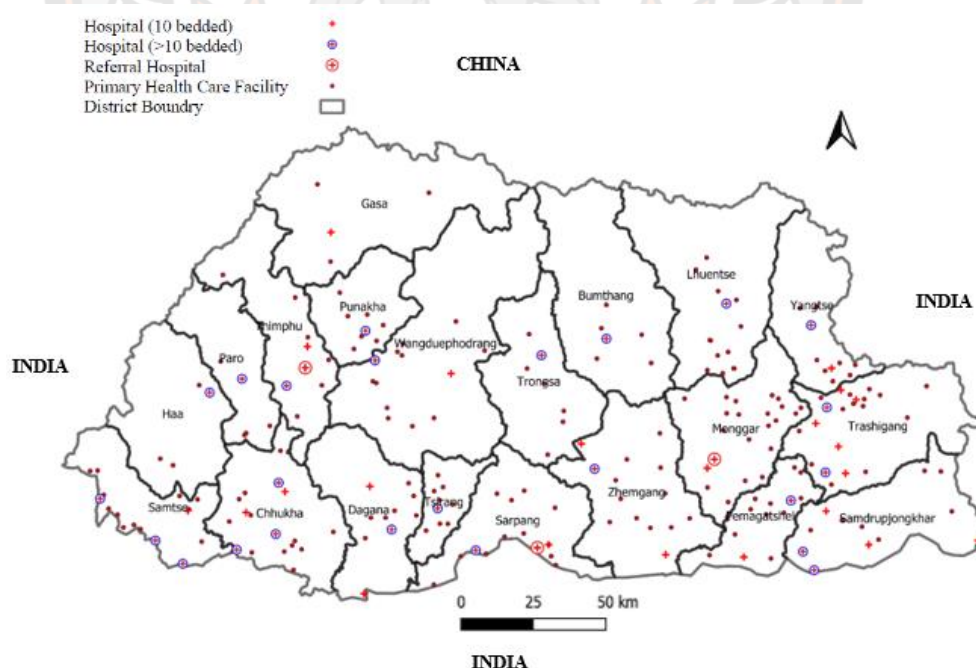 Hospital (10 bedded)
Hospital (>10 bedded)
Referral Hospital
Primary Health Care Facility
District Boundry
CHINA
Gasa
Punakha
Lhuentse
Bumthang
Yangtse
INDIA
Thimphu
Wangduephodrang
Paro
INDIA
Trongsa
Haa
Monggar
Trashigang
Zhemgang
Samtse
Chhukha
Dagana
Tsirang
Sarpang
Pemagatshel
Samdrupjongkhar
0 25 50 km
INDIA